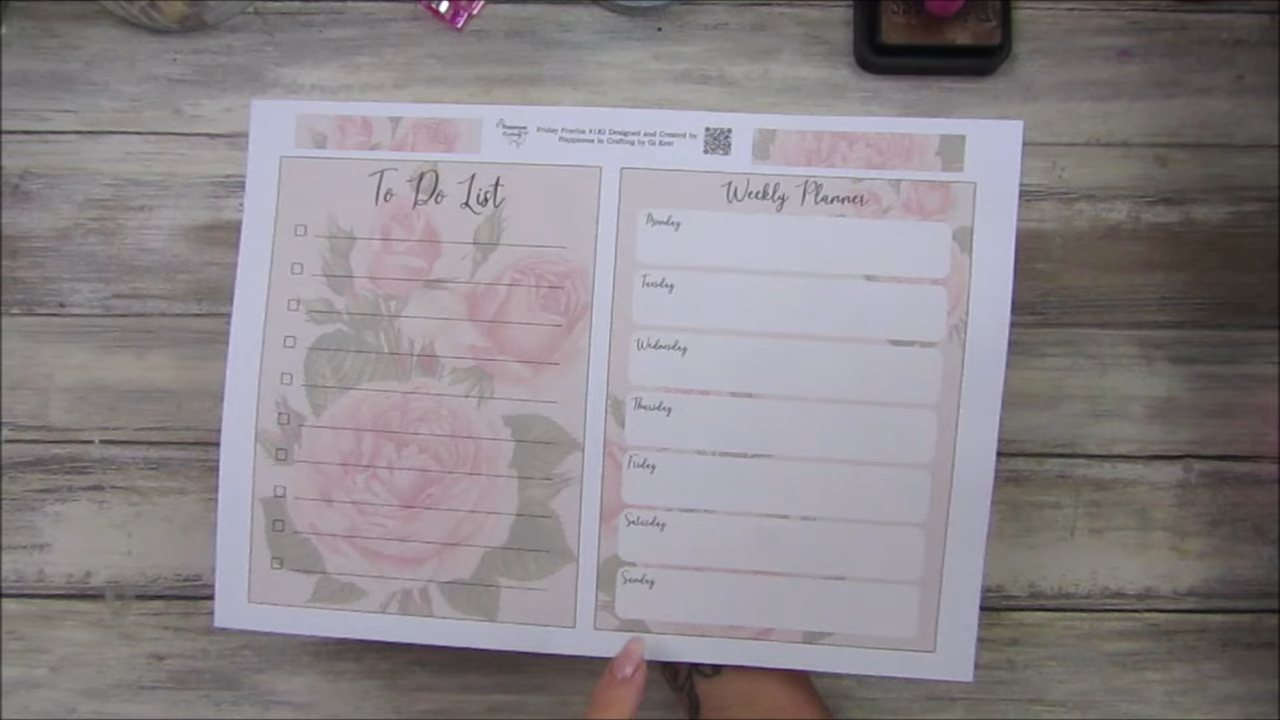 Happiness
Friday Freebie #182 Designed and Created by
Happiness in Crafting by Gi Kerr
To Do List
Weekly Planner
Monday
Tuesday
Wednesday
Thursday
Friday
Saturday
Sunday